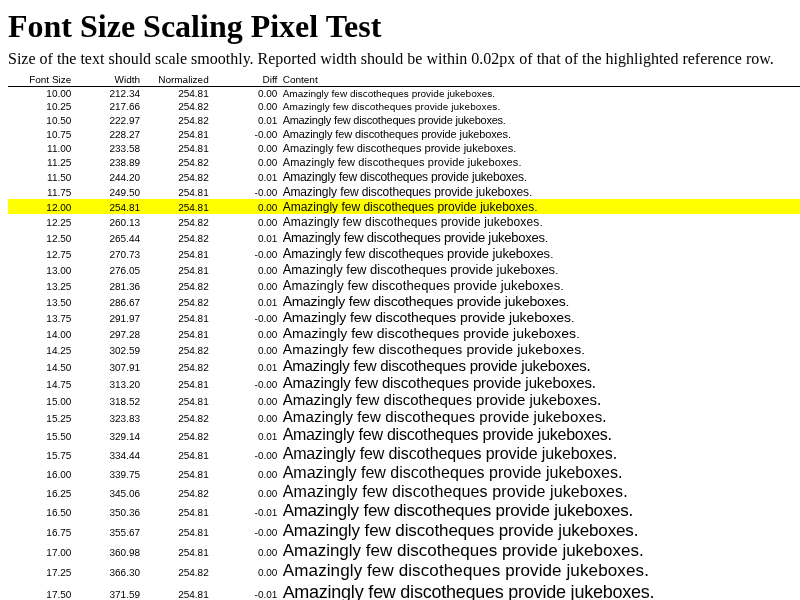 Font Size Scaling Pixel Test
Size of the text should scale smoothly. Reported width should be within 0.02px of that of the highlighted reference row.
Font Size Width Normalized Diff Content
10.00 212.34 254.81 0.00 Amazingly few discotheques provide jukeboxes.
10.25 217.66 254.82 0.00 Amazingly few discotheques provide jukeboxes.
10.50 222.97 254.82 0.01 Amazingly few discotheques provide jukeboxes.
10.75 228.27 254.81 -0.00 Amazingly few discotheques provide jukeboxes.
11.00 233.58 254.81 0.00 Amazingly few discotheques provide jukeboxes.
11.25 238.89 254.82 0.00 Amazingly few discotheques provide jukeboxes.
11.50 244.20 254.82 0.01 Amazingly few discotheques provide jukeboxes.
11.75 249.50 254.81 -0.00 Amazingly few discotheques provide jukeboxes.
12.00 254.81 254.81 0.00 Amazingly few discotheques provide jukeboxes.
12.25 260.13 254.82 0.00 Amazingly few discotheques provide jukeboxes.
12.50 265.44 254.82 0.01 Amazingly few discotheques provide jukeboxes.
12.75 270.73 254.81 -0.00 Amazingly few discotheques provide jukeboxes.
13.00 276.05 254.81 0.00 Amazingly few discotheques provide jukeboxes.
13.25 281.36 254.82 0.00 Amazingly few discotheques provide jukeboxes.
13.50 286.67 254.82 0.01 Amazingly few discotheques provide jukeboxes.
13.75 291.97 254.81 -0.00 Amazingly few discotheques provide jukeboxes.
14.00 297.28 254.81 0.00 Amazingly few discotheques provide jukeboxes.
14.25 302.59 254.82 0.00 Amazingly few discotheques provide jukeboxes.
14.50 307.91 254.82 0.01 Amazingly few discotheques provide jukeboxes.
14.75 313.20 254.81 -0.00 Amazingly few discotheques provide jukeboxes.
15.00 318.52 254.81 0.00 Amazingly few discotheques provide jukeboxes.
15.25 323.83 254.82 0.00 Amazingly few discotheques provide jukeboxes.
15.50 329.14 254.82 0.01 Amazingly few discotheques provide jukeboxes.
15.75 334.44 254.81 -0.00 Amazingly few discotheques provide jukeboxes.
16.00 339.75 254.81 0.00 Amazingly few discotheques provide jukeboxes.
16.25 345.06 254.82 0.00 Amazingly few discotheques provide jukeboxes.
16.50 350.36 254.81 -0.01 Amazingly few discotheques provide jukeboxes.
16.75 355.67 254.81 -0.00 Amazingly few discotheques provide jukeboxes.
17.00 360.98 254.81 0.00 Amazingly few discotheques provide jukeboxes.
17.25 366.30 254.82 0.00 Amazingly few discotheques provide jukeboxes.
17.50 371.59 254.81 -0.01 Amazingly few discotheques provide jukeboxes.